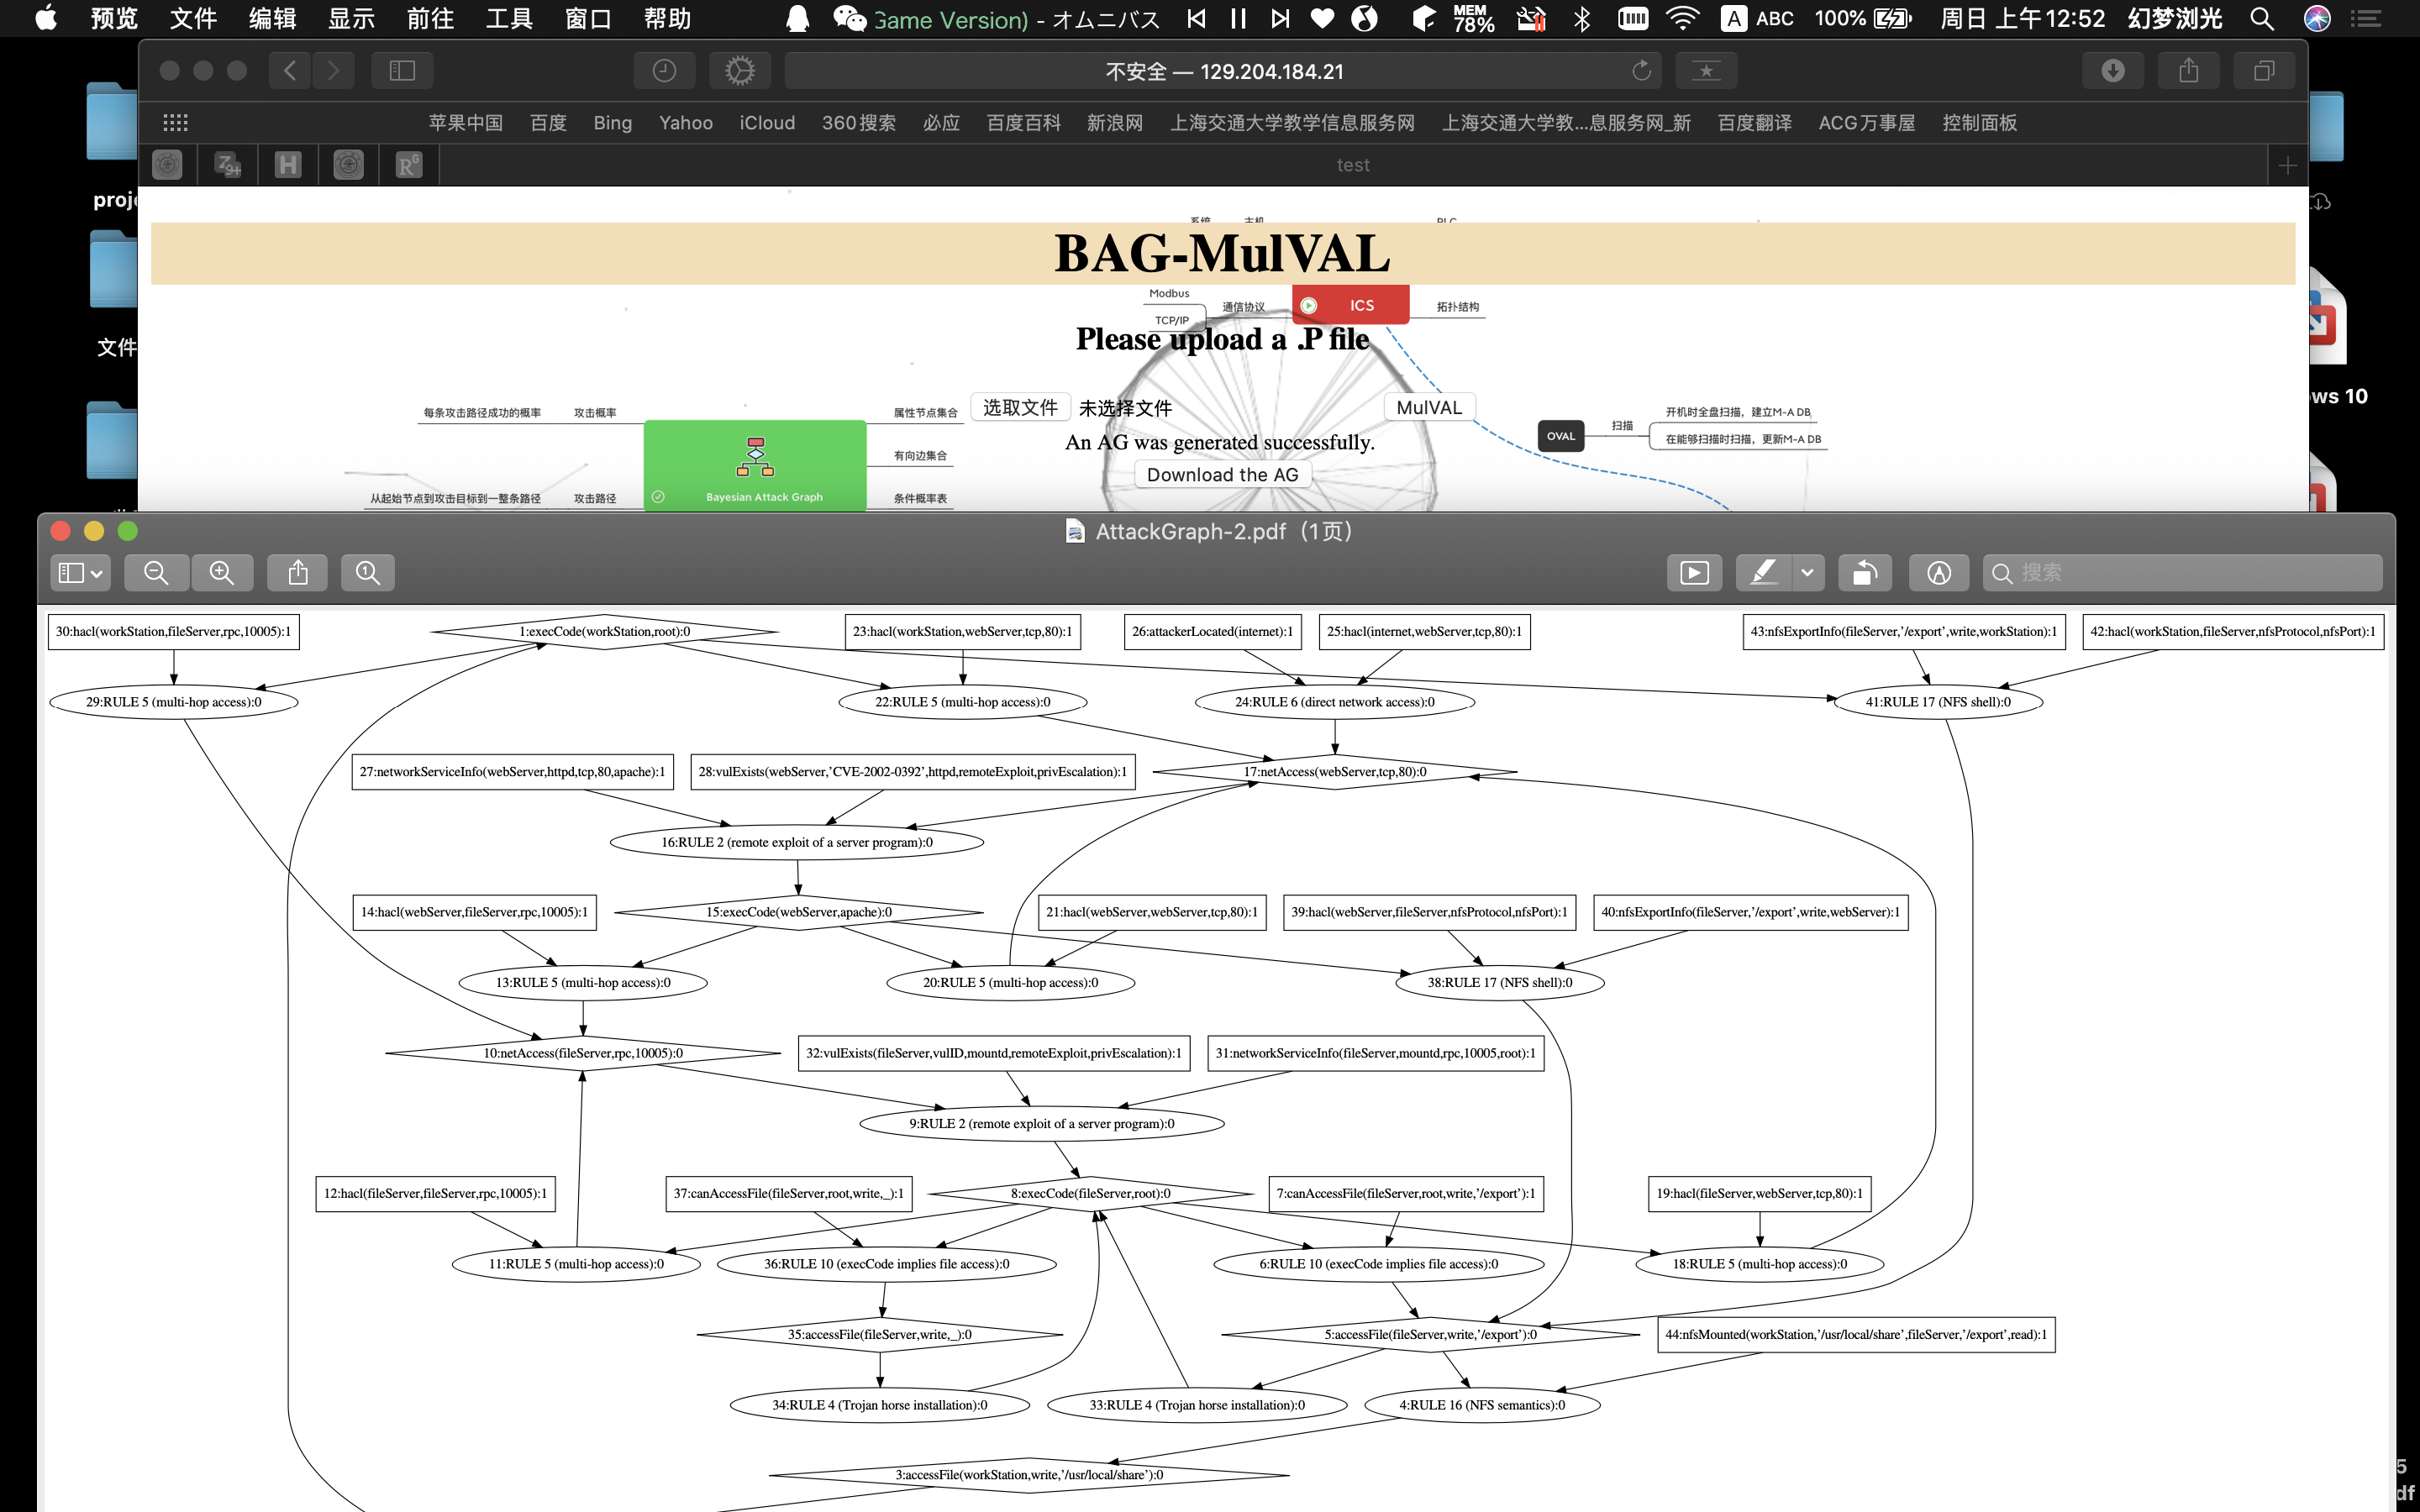 预览 文件 编辑 显示 前往 工具 窗口 帮助 Game Version) - オムニバス MEM 78% A ABC 100% 周日 上午12:52 幻梦浏光
不安全 — 129.204.184.21
苹果中国 百度 Bing Yahoo iCloud 360搜索 必应 百度百科 新浪网 上海交通大学教学信息服务网 上海交通大学教...息服务网_新 百度翻译 ACG万事屋 控制面板
test
文件
BAG-MulVAL
Modbus
TCP/IP
通信协议
ICS
拓扑结构
Please upload a .P file
每条攻击路径成功的概率 攻击概率
属性节点集合
选取文件 未选择文件
MulVAL
开机时全盘扫描，建立M-A DB
OVAL 扫描
在能够扫描时扫描，更新M-A DB
An AG was generated successfully.
有向边集合
Download the AG
从起始节点到攻击目标到一整条路径 攻击路径
Bayesian Attack Graph
条件概率表
AttackGraph-2.pdf（1页）
搜索
30:hacl(workStation,fileServer,rpc,10005):1
1:execCode(workStation,root):0
23:hacl(workStation,webServer,tcp,80):1
26:attackerLocated(internet):1
25:hacl(internet,webServer,tcp,80):1
43:nfsExportInfo(fileServer,'/export',write,workStation):1
42:hacl(workStation,fileServer,nfsProtocol,nfsPort):1
29:RULE 5 (multi-hop access):0
22:RULE 5 (multi-hop access):0
24:RULE 6 (direct network access):0
41:RULE 17 (NFS shell):0
27:networkServiceInfo(webServer,httpd,tcp,80,apache):1
28:vulExists(webServer,'CVE-2002-0392',httpd,remoteExploit,privEscalation):1
17:netAccess(webServer,tcp,80):0
16:RULE 2 (remote exploit of a server program):0
14:hacl(webServer,fileServer,rpc,10005):1
15:execCode(webServer,apache):0
21:hacl(webServer,webServer,tcp,80):1
39:hacl(webServer,fileServer,nfsProtocol,nfsPort):1
40:nfsExportInfo(fileServer,'/export',write,webServer):1
13:RULE 5 (multi-hop access):0
20:RULE 5 (multi-hop access):0
38:RULE 17 (NFS shell):0
10:netAccess(fileServer,rpc,10005):0
32:vulExists(fileServer,vulID,mountd,remoteExploit,privEscalation):1
31:networkServiceInfo(fileServer,mountd,rpc,10005,root):1
9:RULE 2 (remote exploit of a server program):0
12:hacl(fileServer,fileServer,rpc,10005):1
37:canAccessFile(fileServer,root,write,_):1
8:execCode(fileServer,root):0
7:canAccessFile(fileServer,root,write,'/export'):1
19:hacl(fileServer,webServer,tcp,80):1
11:RULE 5 (multi-hop access):0
36:RULE 10 (execCode implies file access):0
6:RULE 10 (execCode implies file access):0
18:RULE 5 (multi-hop access):0
35:accessFile(fileServer,write,_):0
5:accessFile(fileServer,write,'/export'):0
44:nfsMounted(workStation,'/usr/local/share',fileServer,'/export',read):1
34:RULE 4 (Trojan horse installation):0
33:RULE 4 (Trojan horse installation):0
4:RULE 16 (NFS semantics):0
3:accessFile(workStation,write,'/usr/local/share'):0